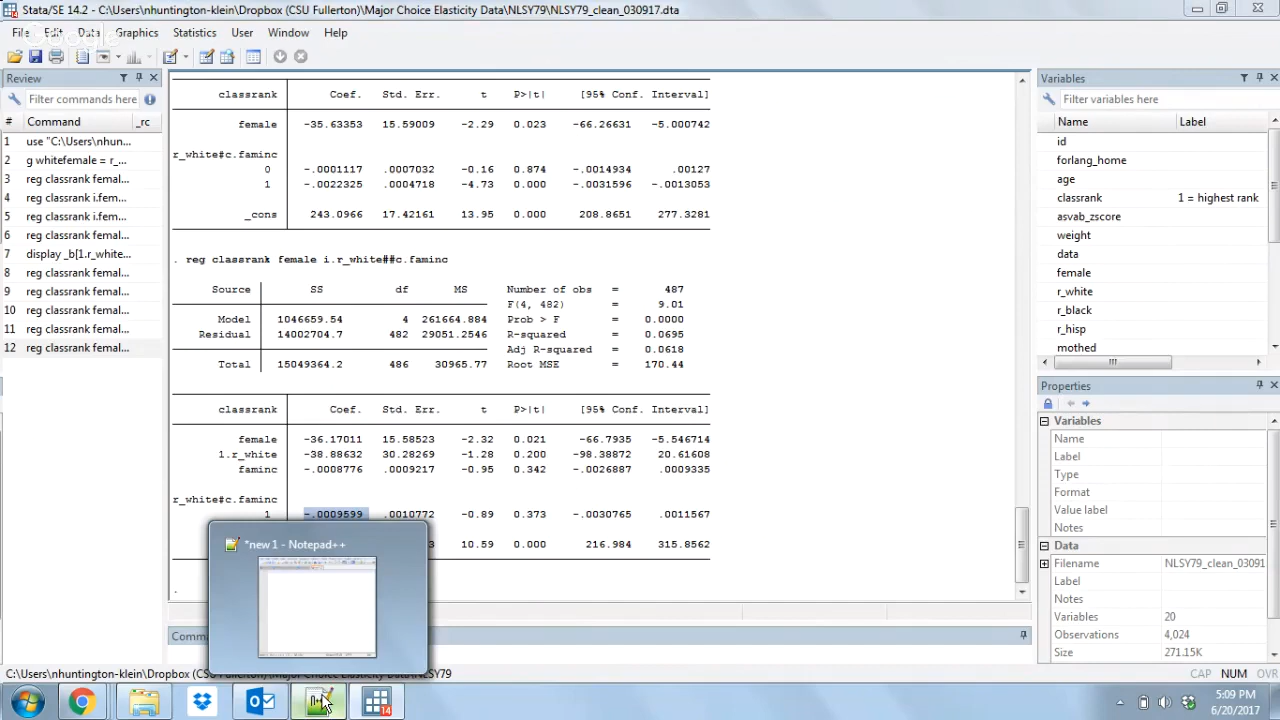 Stata/SE 14.2 - C:\Users\nhuntington-klein\Dropbox (CSU Fullerton)\Major Choice Elasticity Data\NLSY79\NLSY79_clean_030917.dta
File Edit Data Graphics Statistics User Window Help
Google
Review
Filter commands here
# Command _rc
1 use "C:\Users\nhun...
2 g whitefemale = r_...
3 reg classrank femal...
4 reg classrank i.fem...
5 reg classrank i.fem...
6 reg classrank femal...
7 display _b[1.r_white...
8 reg classrank femal...
9 reg classrank femal...
10 reg classrank femal...
11 reg classrank femal...
12 reg classrank femal...
classrank Coef. Std. Err. t P>|t| [95% Conf. Interval]
female -35.63353 15.59009 -2.29 0.023 -66.26631 -5.000742
r_white#c.faminc
0 -.0001117 .0007032 -0.16 0.874 -.0014934 .00127
1 -.0022325 .0004718 -4.73 0.000 -.0031596 -.0013053
_cons 243.0966 17.42161 13.95 0.000 208.8651 277.3281
. reg classrank female i.r_white##c.faminc
Source SS df MS Number of obs = 487
F(4, 482) = 9.01
Model 1046659.54 4 261664.884 Prob > F = 0.0000
Residual 14002704.7 482 29051.2546 R-squared = 0.0695
Adj R-squared = 0.0618
Total 15049364.2 486 30965.77 Root MSE = 170.44
classrank Coef. Std. Err. t P>|t| [95% Conf. Interval]
female -36.17011 15.58523 -2.32 0.021 -66.7935 -5.546714
1.r_white -38.88632 30.28269 -1.28 0.200 -98.38872 20.61608
faminc -.0008776 .0009217 -0.95 0.342 -.0026887 .0009335
r_white#c.faminc
1 -.0009599 .0010772 -0.89 0.373 -.0030765 .0011567
3 10.59 0.000 216.984 315.8562
.
*new 1 - Notepad++
Variables
Filter variables here
Name Label
id
forlang_home
age
classrank 1 = highest rank
asvab_zscore
weight
data
female
r_white
r_black
r_hisp
mothed
Properties
Variables
Name
Label
Type
Format
Value label
Notes
Data
Filename NLSY79_clean_03091
Label
Notes
Variables 20
Observations 4,024
Size 271.15K
C:\Users\nhuntington-klein\Dropbox (CSU Fullerton)\Major Choice Elasticity Data\NLSY79
CAP NUM OVR
14
5:09 PM
6/20/2017